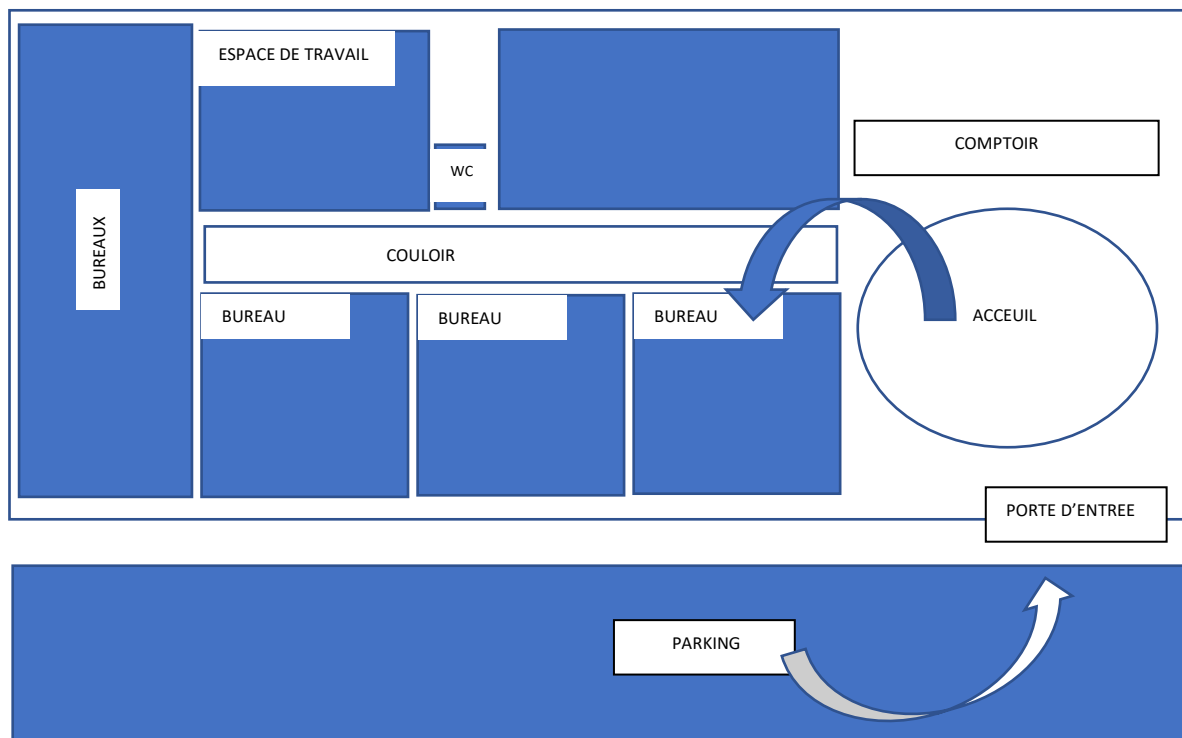 ESPACE DE TRAVAIL
COMPTOIR
WC
BUREAUX
COULOIR
BUREAU
BUREAU
BUREAU
ACCEUIL
PORTE D’ENTREE
PARKING